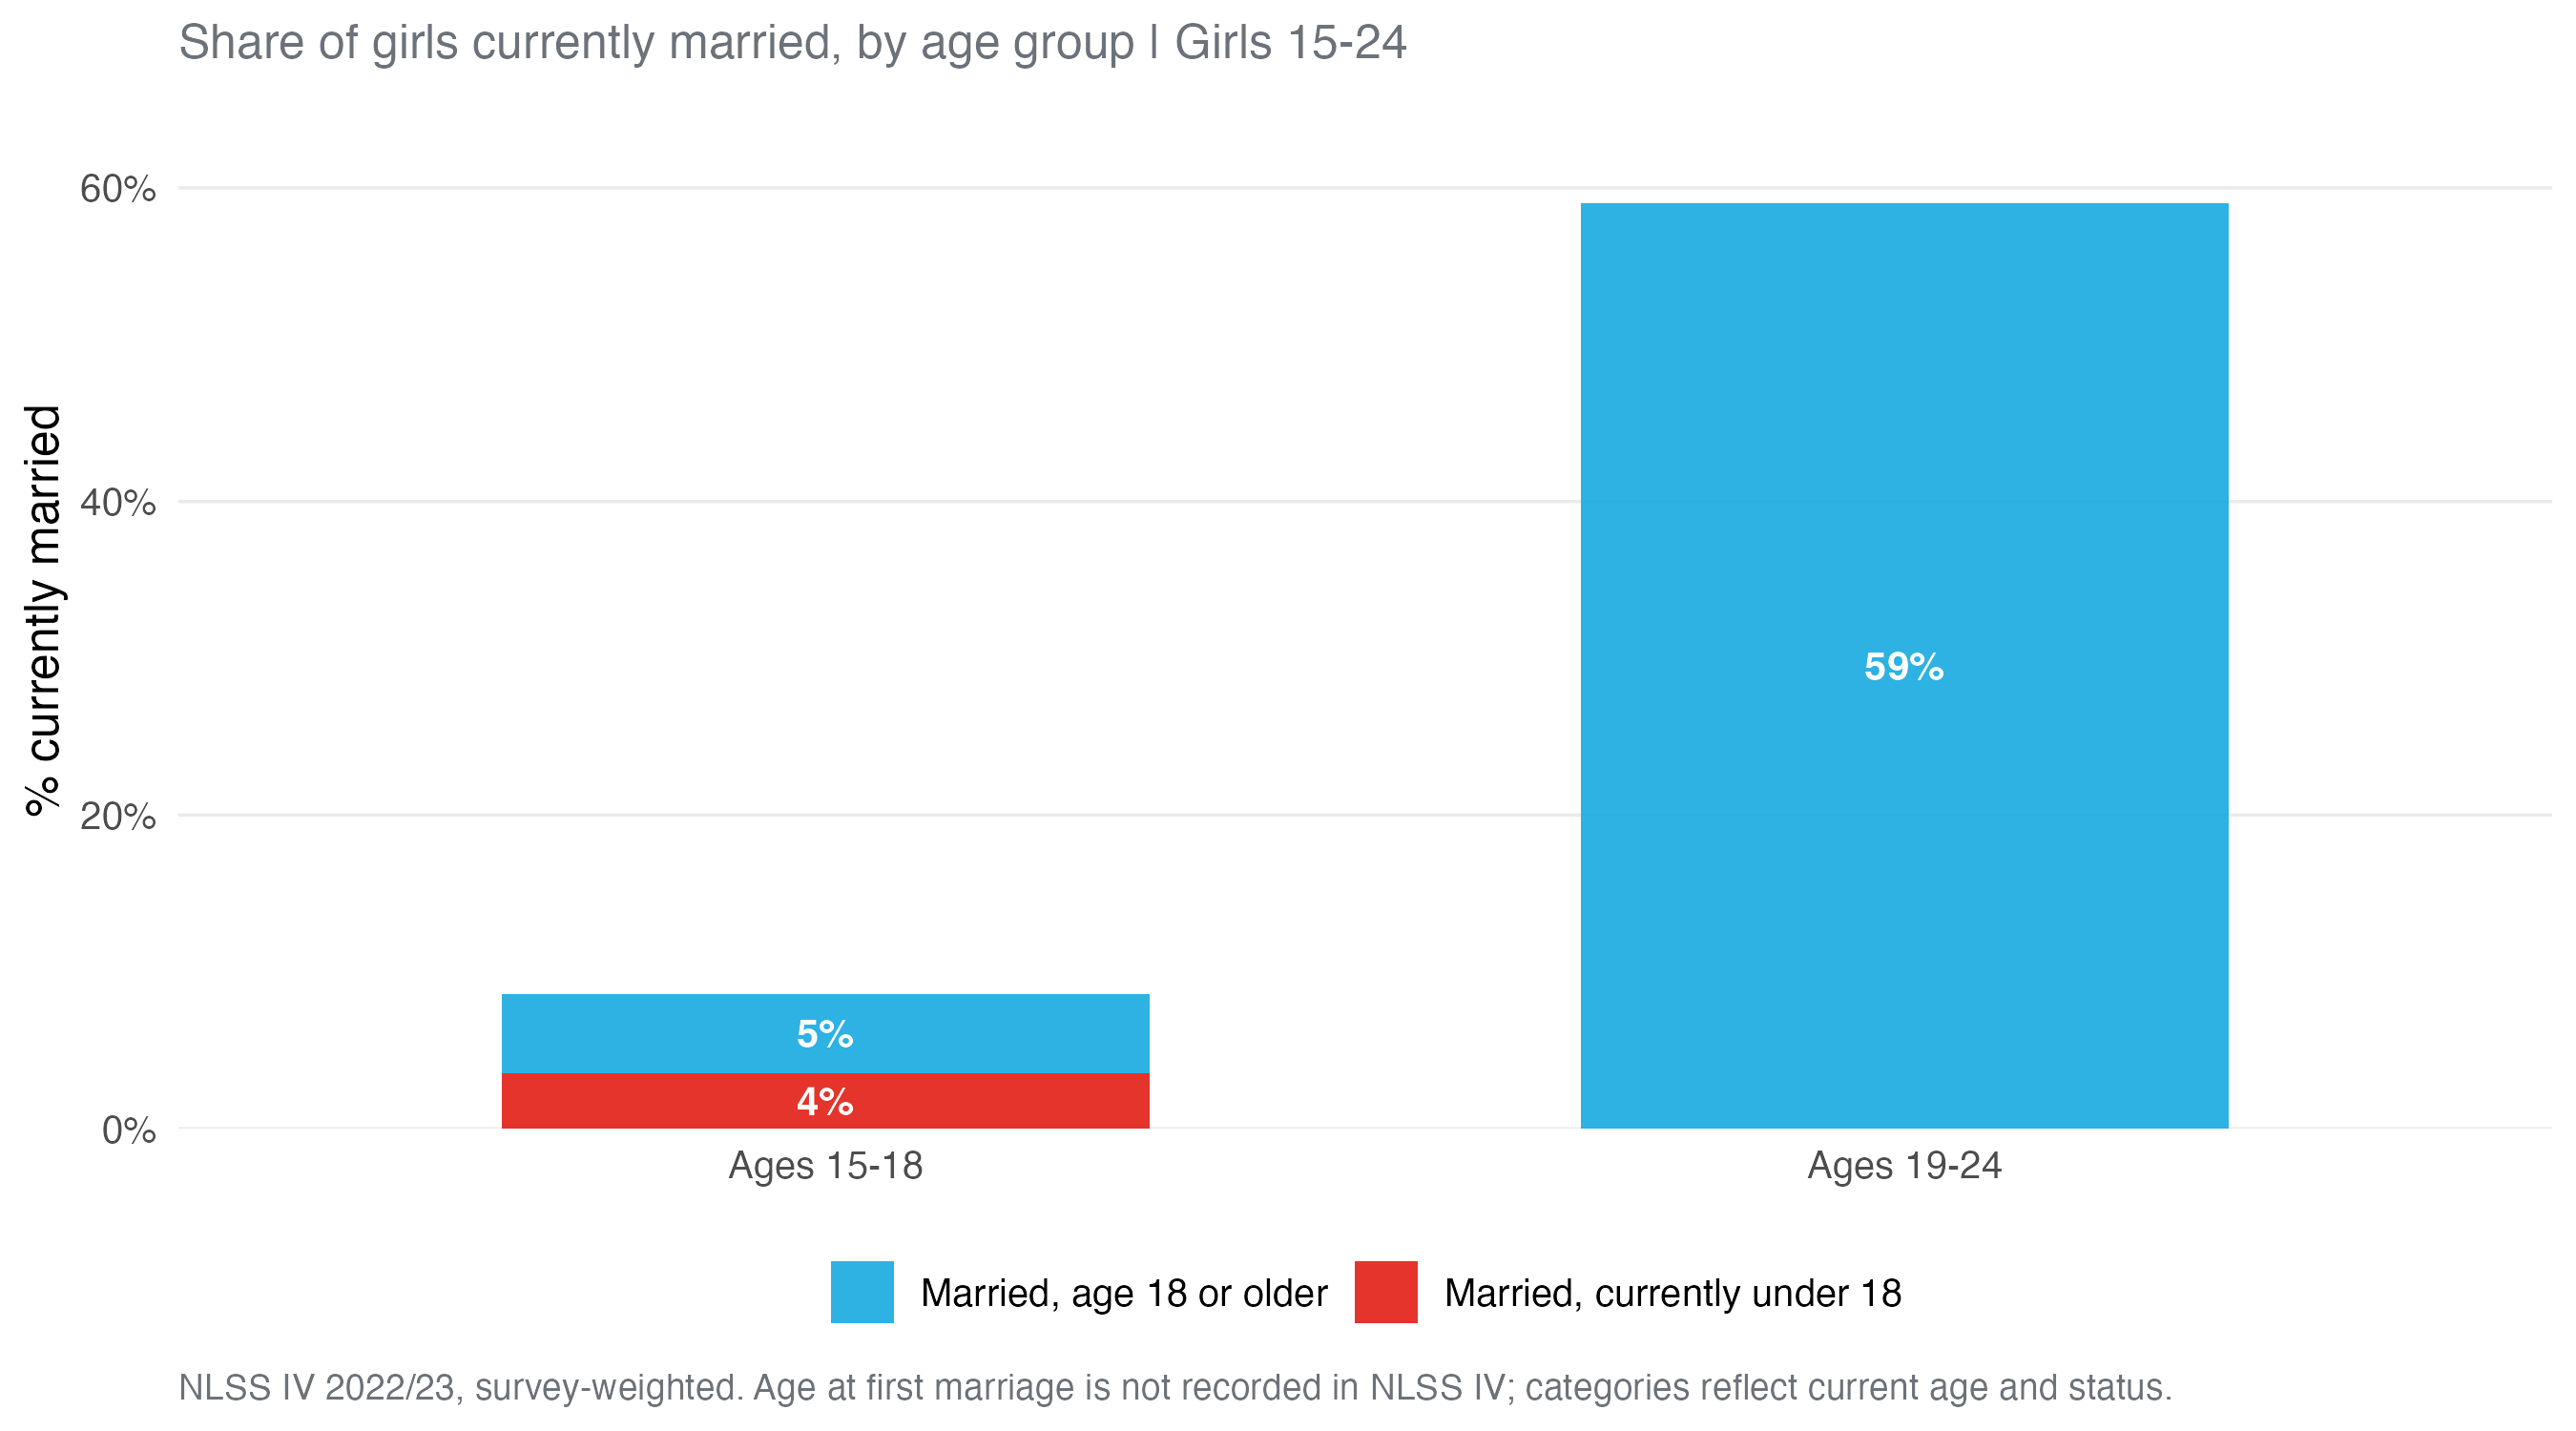 Share of girls currently married, by age group | Girls 15-24
% currently married
60%
40%
20%
0%
59%
5%
4%
Ages 15-18
Ages 19-24
Married, age 18 or older
Married, currently under 18
NLSS IV 2022/23, survey-weighted. Age at first marriage is not recorded in NLSS IV; categories reflect current age and status.